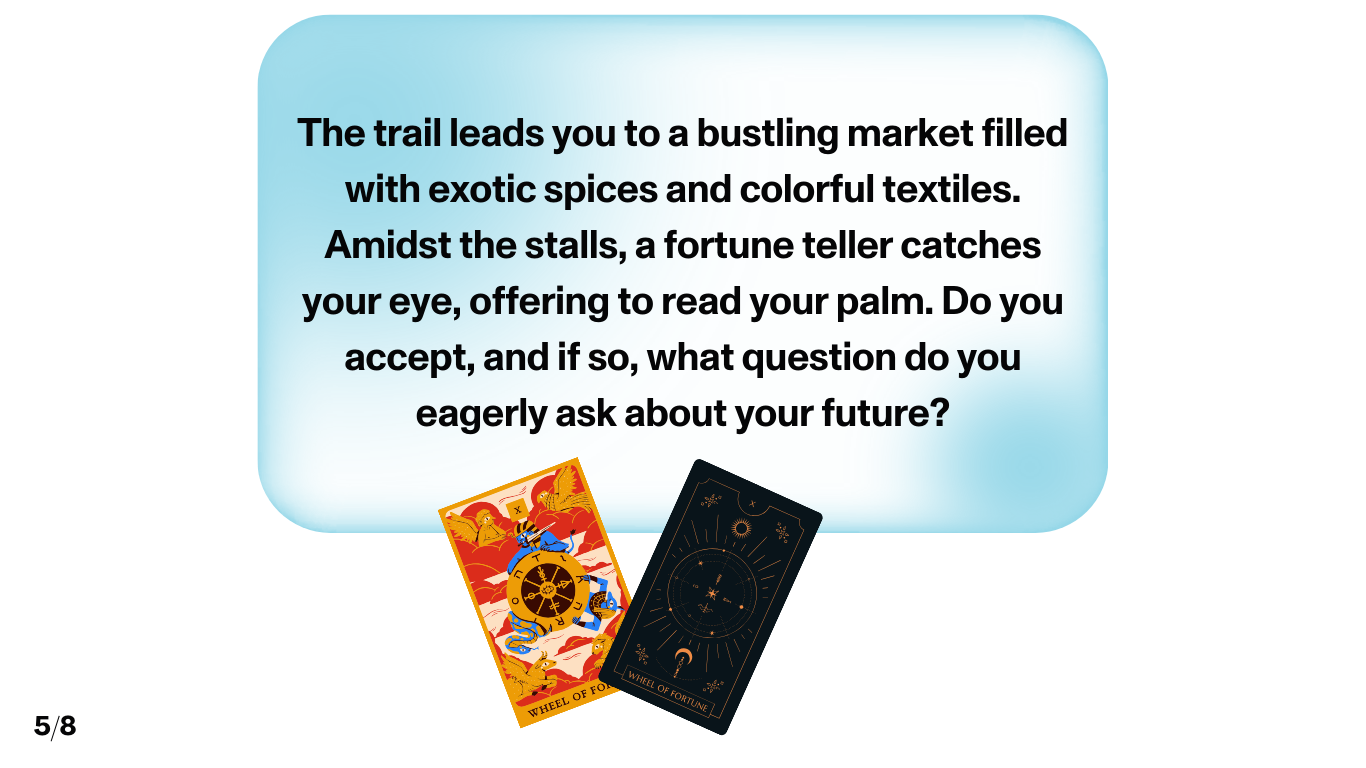 The trail leads you to a bustling market filled
with exotic spices and colorful textiles.
Amidst the stalls, a fortune teller catches
your eye, offering to read your palm. Do you
accept, and if so, what question do you
eagerly ask about your future?
X
X
WHEEL OF FOR
WHEEL OF FORTUNE
5/8